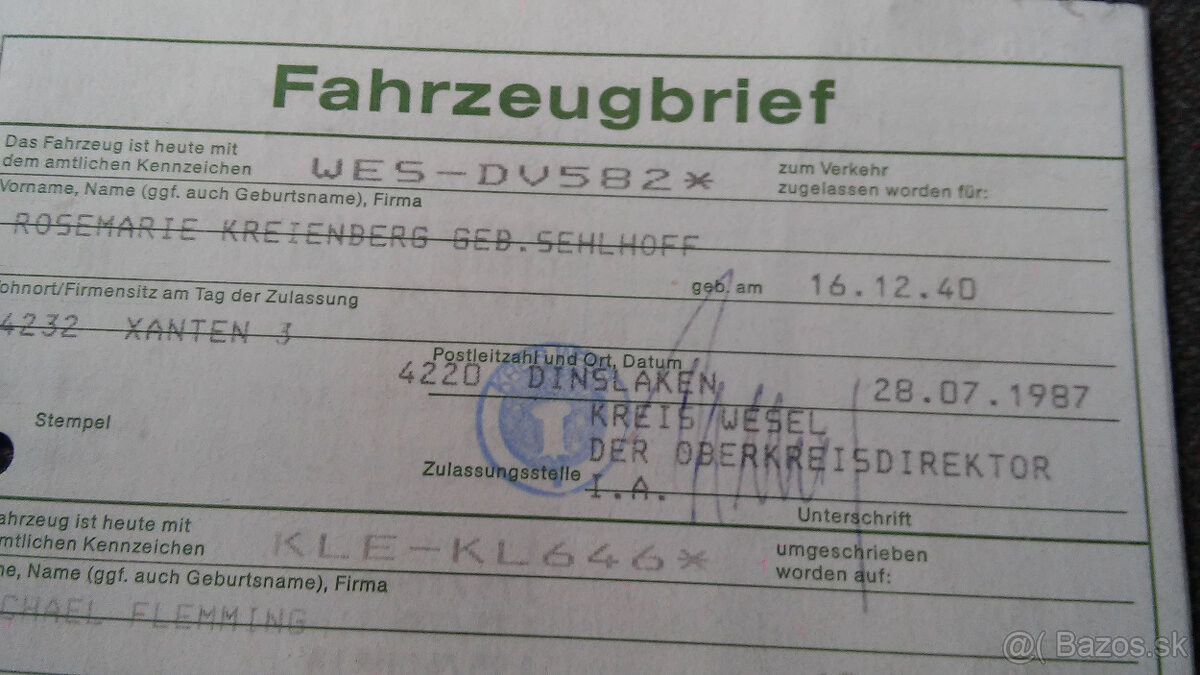 Fahrzeugbrief
Das Fahrzeug ist heute mit
dem amtlichen Kennzeichen WES-DV582* zum Verkehr
zugelassen worden für:
Vorname, Name (ggf. auch Geburtsname), Firma
ROSEMARIE KREIENBERG GEB.SEHLHOFF
geb. am 16.12.40
ohnort/Firmensitz am Tag der Zulassung
4232 XANTEN 3
Postleitzahl und Ort, Datum
4220 DINSLAKEN 28.07.1987
Stempel
KREIS WESEL
DER OBERKREISDIREKTOR
Zulassungsstelle
I.A.
Unterschrift
ahrzeug ist heute mit
mtlichen Kennzeichen KLE-KL646* umgeschrieben
worden auf:
me, Name (ggf. auch Geburtsname), Firma
CHAEL FLEMMING
@( Bazos.sk